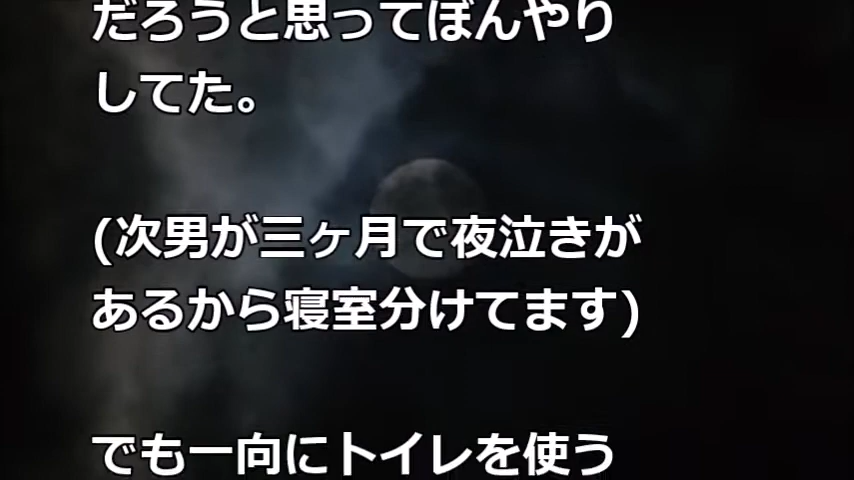 だろうと思ってぼんやり
してた。
(次男が三ヶ月で夜泣きが
あるから寝室分けてます)
でも一向にトイレを使う